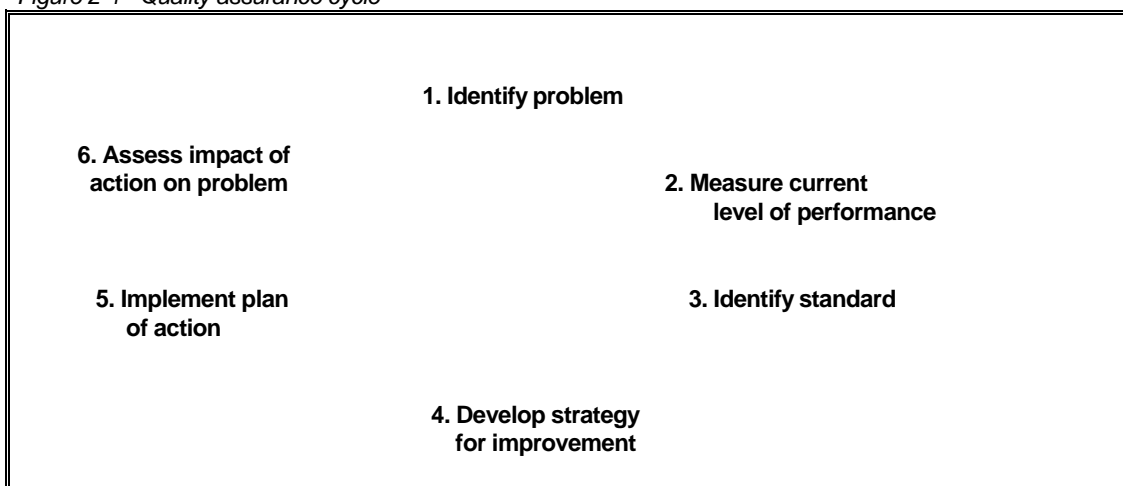 Figure 2-1 Quality assurance cycle
1. Identify problem
6. Assess impact of
action on problem
2. Measure current
level of performance
5. Implement plan
of action
3. Identify standard
4. Develop strategy
for improvement